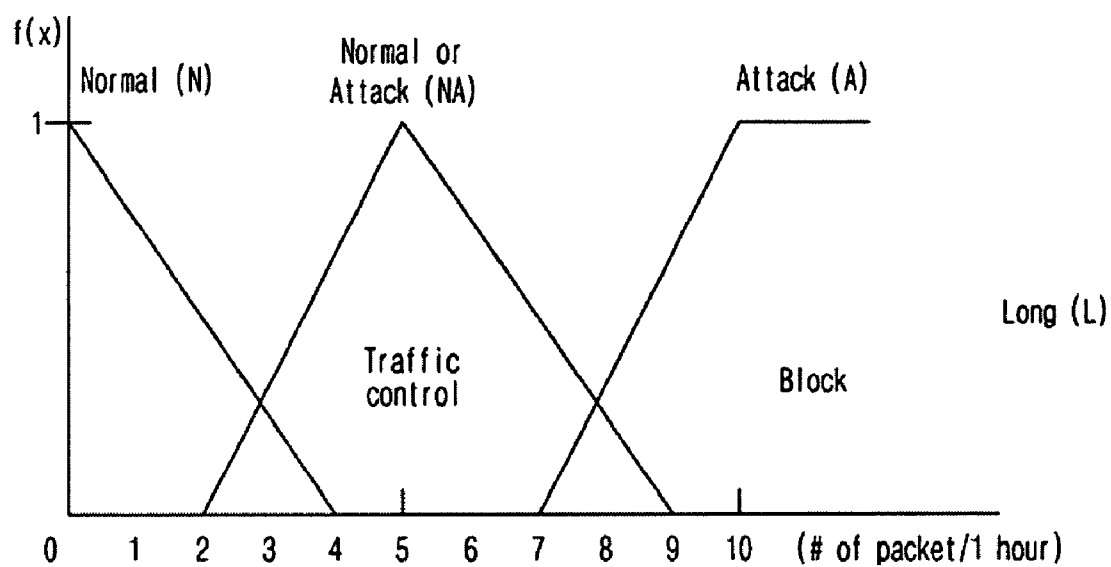 f(x)
Normal (N)
Normal or
Attack (NA)
Attack (A)
1
Long (L)
Traffic
control
Block
0 1 2 3 4 5 6 7 8 9 10 (# of packet/1 hour)